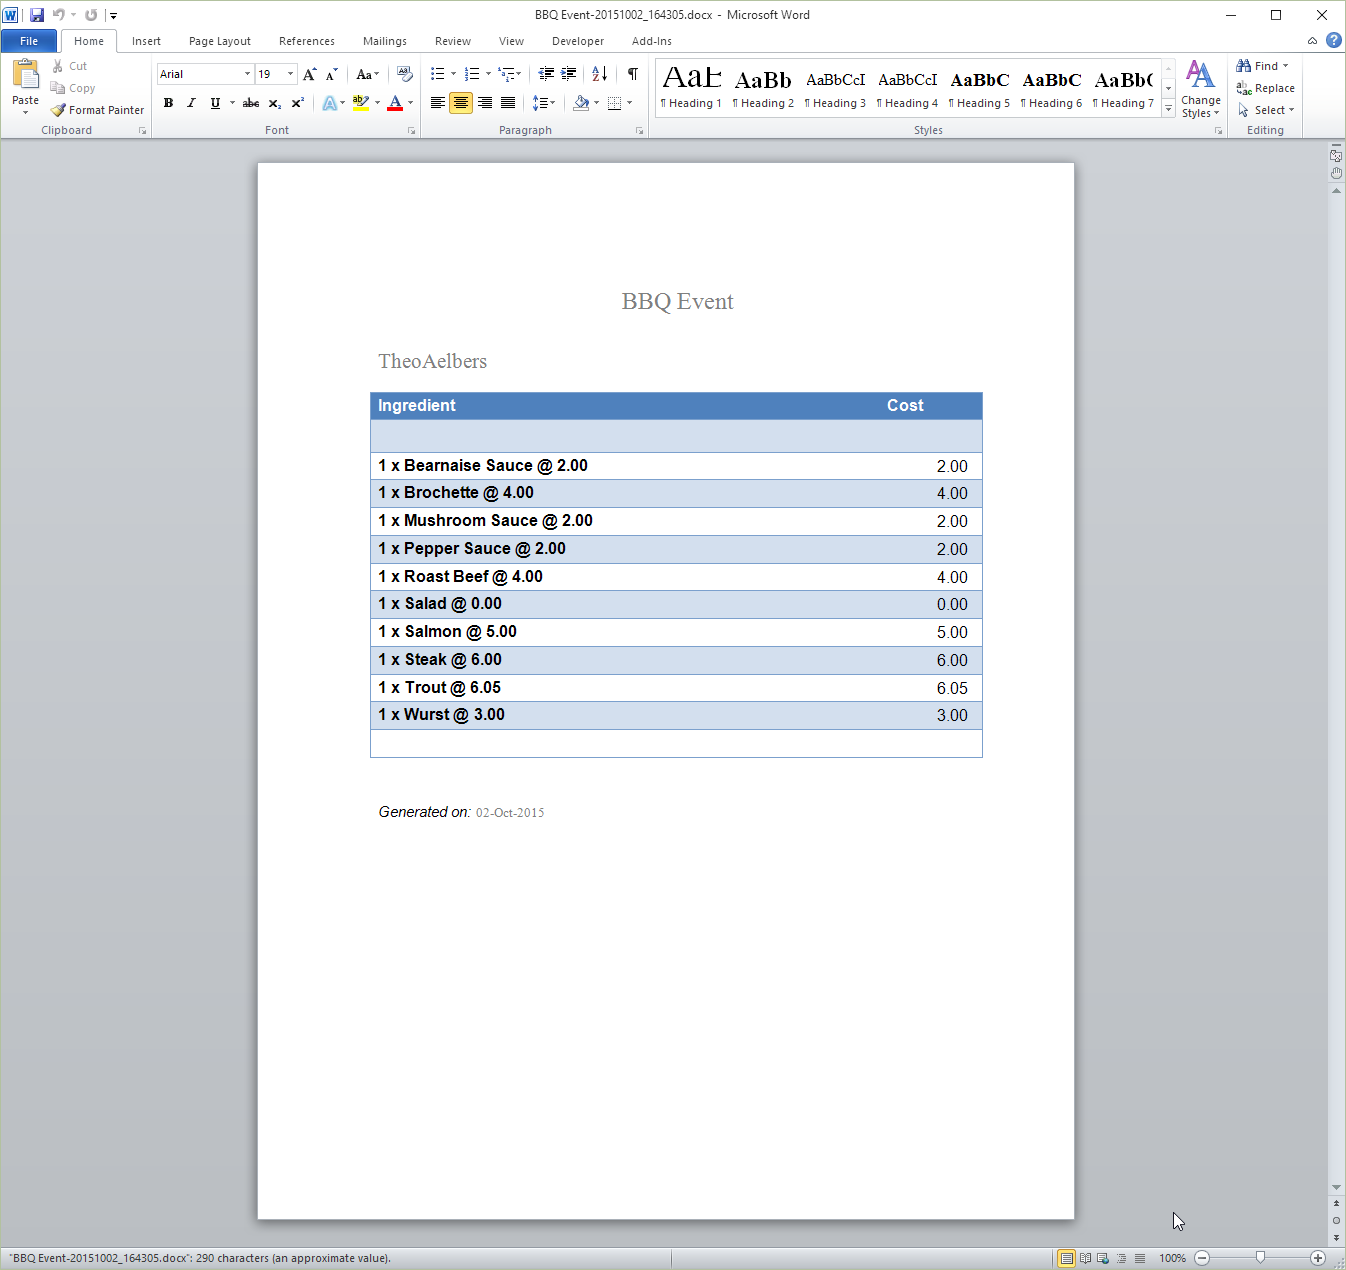 BBQ Event-20151002_164305.docx - Microsoft Word
File Home Insert Page Layout References Mailings Review View Developer Add-Ins
Paste
Cut
Copy
Format Painter
Clipboard
Arial 19
Font
Paragraph
AaBbCcI AaBbCcI AaBbC AaBbC
¶ Heading 1 ¶ Heading 2 ¶ Heading 3 ¶ Heading 4 ¶ Heading 5 ¶ Heading 6 ¶ Heading 7
Change
Styles
Styles
Find
Replace
Select
Editing
BBQ Event
TheoAelbers
Ingredient Cost
1 x Bearnaise Sauce @ 2.00 2.00
1 x Brochette @ 4.00 4.00
1 x Mushroom Sauce @ 2.00 2.00
1 x Pepper Sauce @ 2.00 2.00
1 x Roast Beef @ 4.00 4.00
1 x Salad @ 0.00 0.00
1 x Salmon @ 5.00 5.00
1 x Steak @ 6.00 6.00
1 x Trout @ 6.05 6.05
1 x Wurst @ 3.00 3.00
Generated on: 02-Oct-2015
"BBQ Event-20151002_164305.docx": 290 characters (an approximate value).
100%